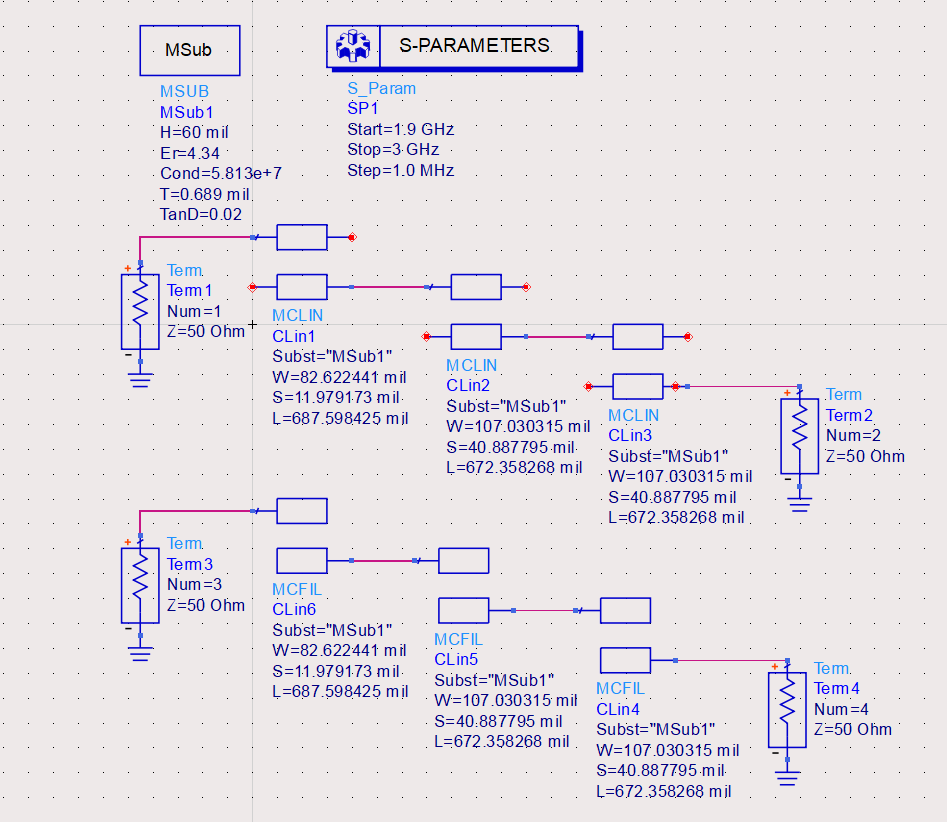 MSub
S-PARAMETERS
MSUB
MSub1
H=60 mil
Er=4.34
Cond=5.813e+7
T=0.689 mil
TanD=0.02
S_Param
SP1
Start=1.9 GHz
Stop=3 GHz
Step=1.0 MHz
+
Term
Term1
Num=1
Z=50 Ohm
-
MCLIN
CLin1
Subst="MSub1"
W=82.622441 mil
S=11.979173 mil
L=687.598425 mil
MCLIN
CLin2
Subst="MSub1"
W=107.030315 mil
S=40.887795 mil
L=672.358268 mil
MCLIN
CLin3
Subst="MSub1"
W=107.030315 mil
S=40.887795 mil
L=672.358268 mil
+
Term
Term2
Num=2
Z=50 Ohm
-
+
Term
Term3
Num=3
Z=50 Ohm
-
MCFIL
CLin6
Subst="MSub1"
W=82.622441 mil
S=11.979173 mil
L=687.598425 mil
MCFIL
CLin5
Subst="MSub1"
W=107.030315 mil
S=40.887795 mil
L=672.358268 mil
MCFIL
CLin4
Subst="MSub1"
W=107.030315 mil
S=40.887795 mil
L=672.358268 mil
+
Term
Term4
Num=4
Z=50 Ohm
-